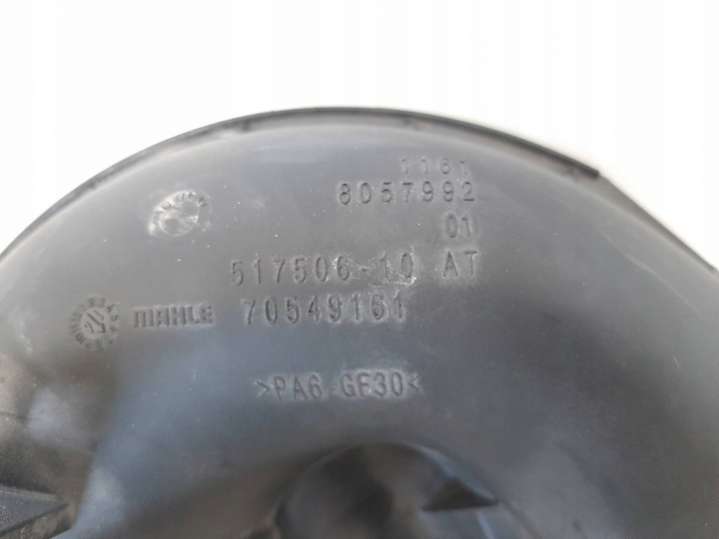 1161
8057992
01
517506-10 AT
MAHLE 70549161
>PA6-GF30<